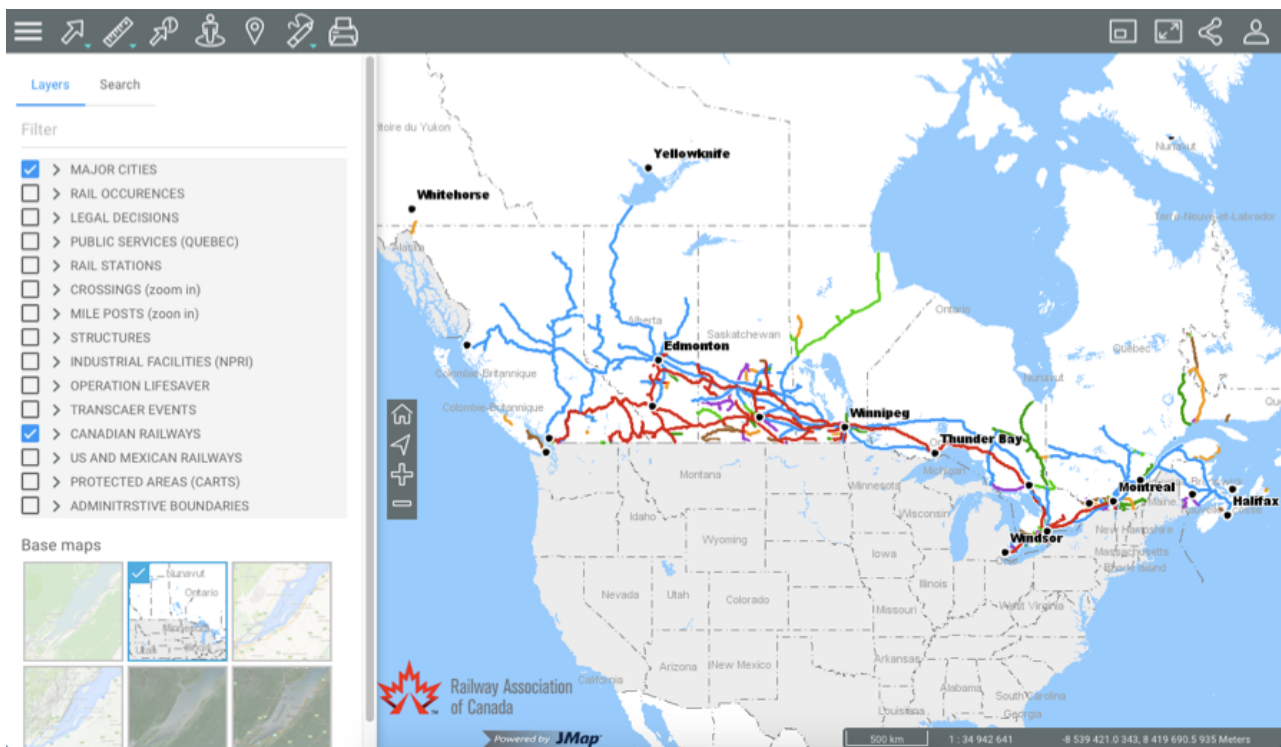 Layers Search
Filter
MAJOR CITIES
RAIL OCCURENCES
LEGAL DECISIONS
PUBLIC SERVICES (QUEBEC)
RAIL STATIONS
CROSSINGS (zoom in)
MILE POSTS (zoon in)
STRUCTURES
INDUSTRIAL FACILITIES (NPRI)
OPERATION LIFESAVER
TRANSCAER EVENTS
CANADIAN RAILWAYS
US AND MEXICAN RAILWAYS
PROTECTED AREAS (CARTS)
ADMINITRSTIVE BOUNDARIES
Base maps
Nunavut
Ontario
itoire du Yukon
Nunavut
Yellowknife
Whitehorse
Terre-Neuve-et-Labrador
Alaska
Ontario
Alberta
Saskatchewan
Edmonton
Québec
Colombie-Britannique
Nunavut
Colombie-Britannique
Winnipeg
Thunder Bay
Michigan
Montana
Minnesota
Montreal
Maine
Halifax
Idaho
Wisconsin
New Hampshire
Windsor
Wyoming
Massachusetts
Iowa
Rhode Island
Nevada
Utah
Colorado
Illinois
Missouri
West Virginia
Arizona
New Mexico
Arkansas
California
Alabama
South Carolina
Louisiana
Georgia
Railway Association
of Canada
Powered by JMap
500 km
1 : 34 942 641
-8 539 421.0 343, 8 419 690.5 935 Meters